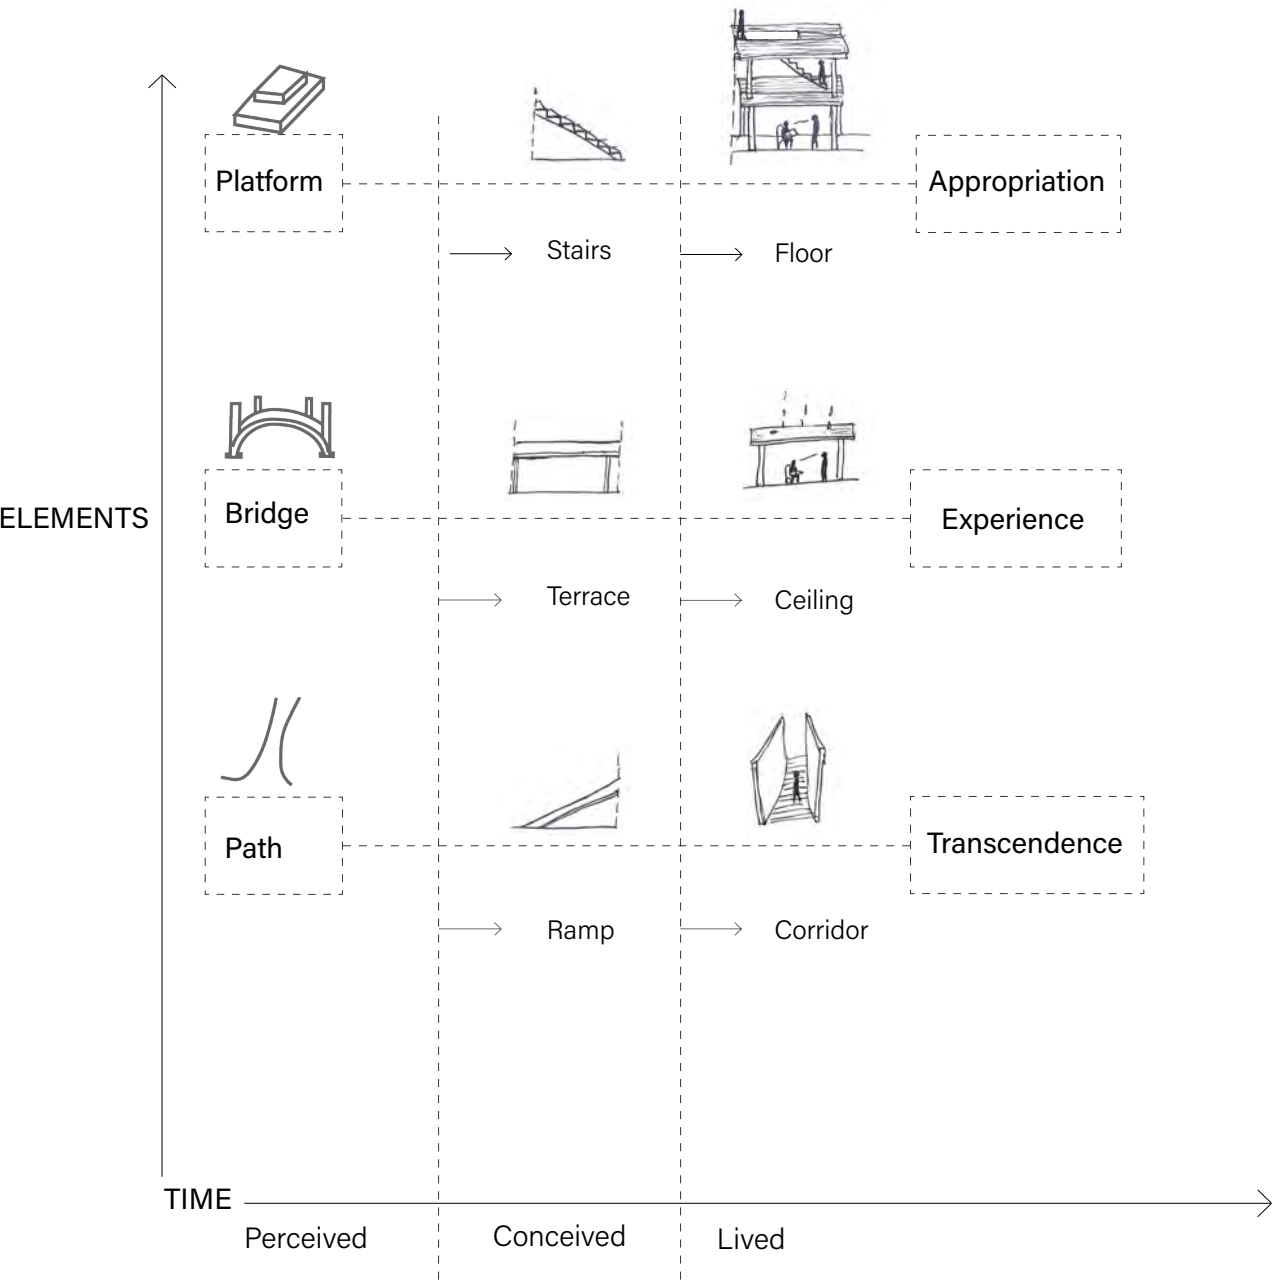 Platform
Appropriation
Stairs
Floor
ELEMENTS
Bridge
Experience
Terrace
Ceiling
Path
Transcendence
Ramp
Corridor
TIME
Perceived
Conceived
Lived